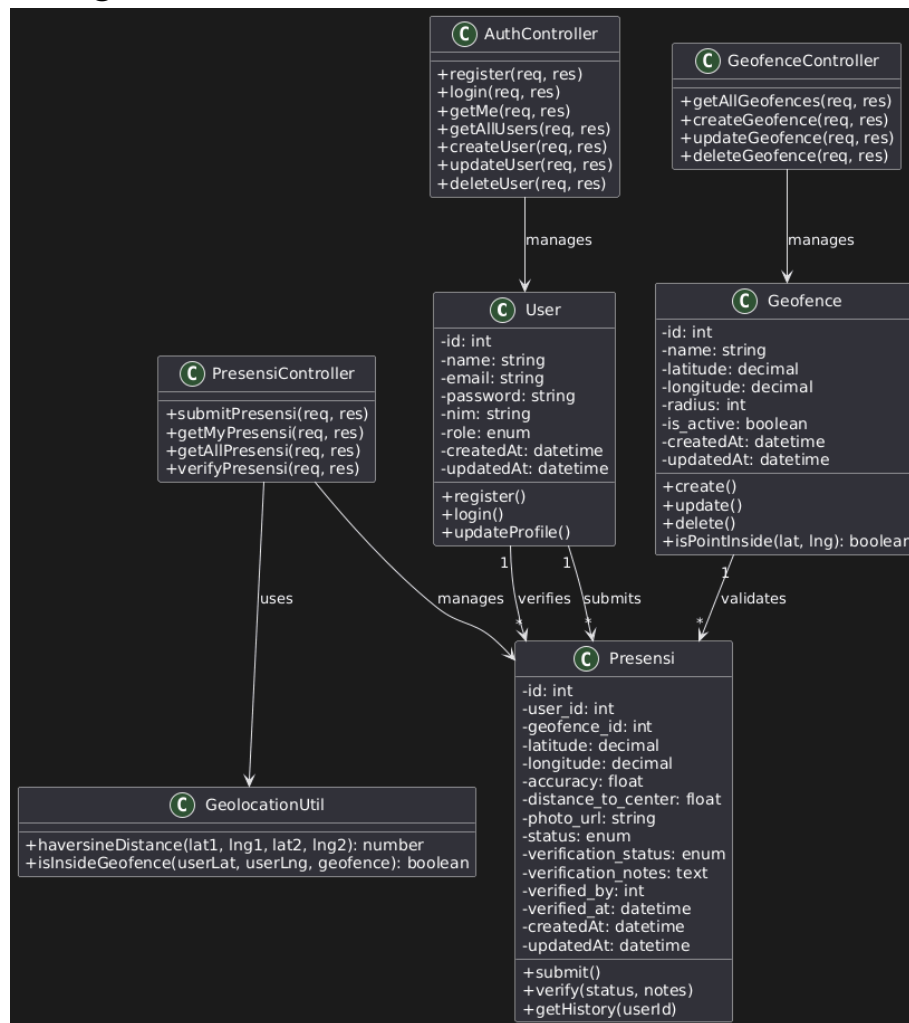 C AuthController
+register(req, res)
+login(req, res)
+getMe(req, res)
+getAllUsers(req, res)
+createUser(req, res)
+updateUser(req, res)
+deleteUser(req, res)
C GeofenceController
+getAllGeofences(req, res)
+createGeofence(req, res)
+updateGeofence(req, res)
+deleteGeofence(req, res)
manages
manages
C PresensiController
+submitPresensi(req, res)
+getMyPresensi(req, res)
+getAllPresensi(req, res)
+verifyPresensi(req, res)
C User
-id: int
-name: string
-email: string
-password: string
-nim: string
-role: enum
-createdAt: datetime
-updatedAt: datetime
+register()
+login()
+updateProfile()
C Geofence
-id: int
-name: string
-latitude: decimal
-longitude: decimal
-radius: int
-is_active: boolean
-createdAt: datetime
-updatedAt: datetime
+create()
+update()
+delete()
+isPointInside(lat, lng): boolean
1
1
1
uses
manages
verifies
submits
validates
*
*
*
C GeolocationUtil
+haversineDistance(lat1, lng1, lat2, lng2): number
+isInsideGeofence(userLat, userLng, geofence): boolean
C Presensi
-id: int
-user_id: int
-geofence_id: int
-latitude: decimal
-longitude: decimal
-accuracy: float
-distance_to_center: float
-photo_url: string
-status: enum
-verification_status: enum
-verification_notes: text
-verified_by: int
-verified_at: datetime
-createdAt: datetime
-updatedAt: datetime
+submit()
+verify(status, notes)
+getHistory(userId)